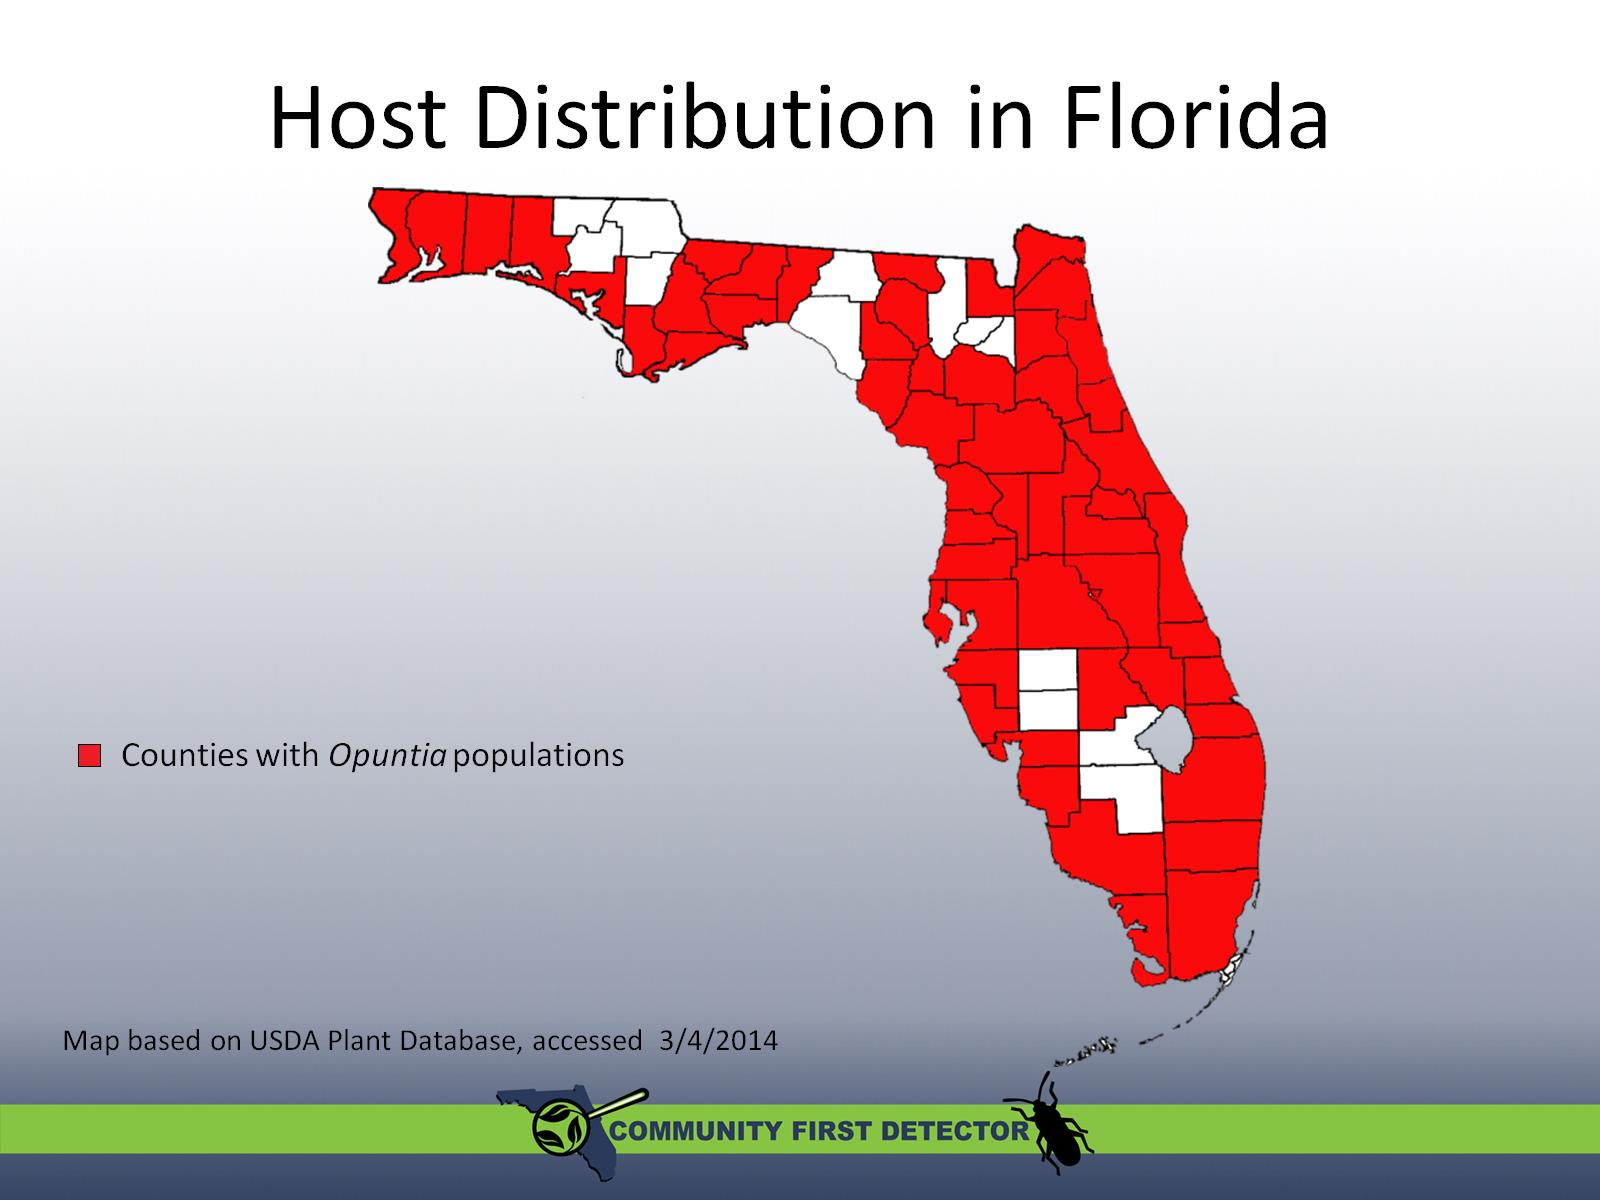 Host Distribution in Florida
Counties with Opuntia populations
Map based on USDA Plant Database, accessed 3/4/2014
COMMUNITY FIRST DETECTOR